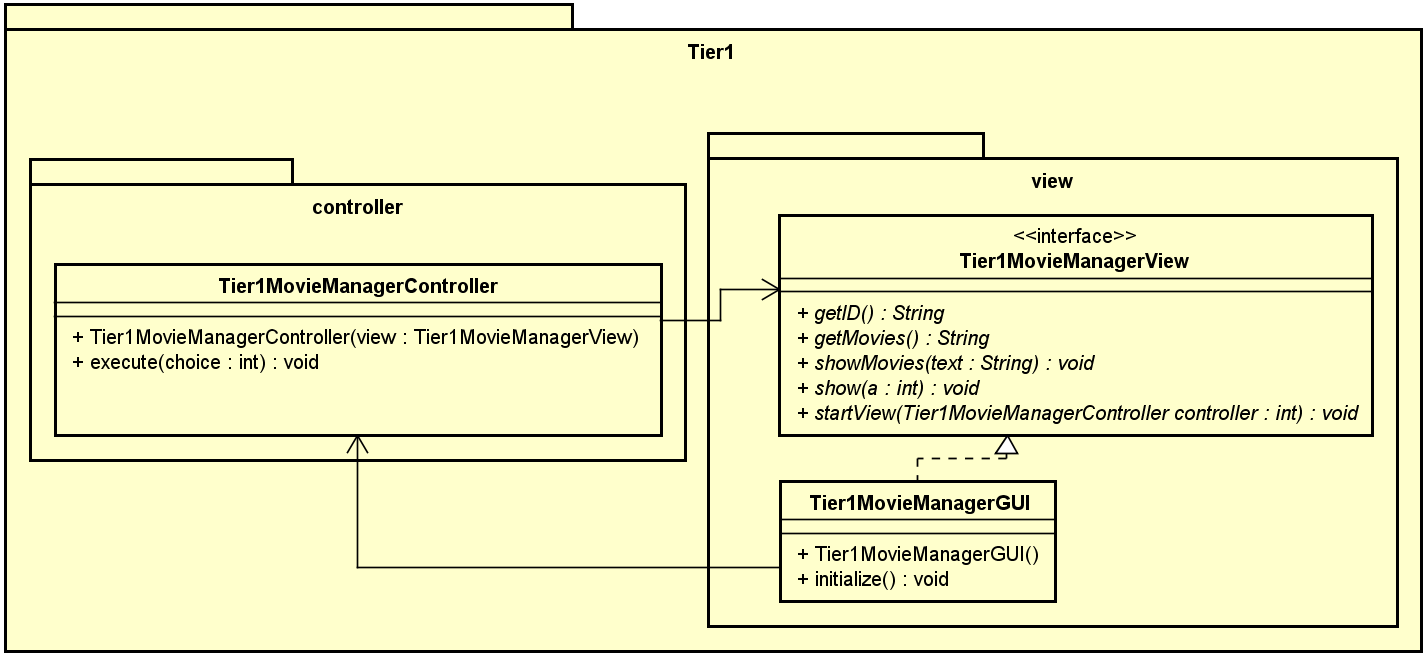 Tier1
controller
Tier1MovieManagerController
+ Tier1MovieManagerController(view : Tier1MovieManagerView)
+ execute(choice : int) : void
view
<<interface>>
Tier1MovieManagerView
+ getID() : String
+ getMovies() : String
+ showMovies(text : String) : void
+ show(a : int) : void
+ startView(Tier1MovieManagerController controller : int) : void
Tier1MovieManagerGUI
+ Tier1MovieManagerGUI()
+ initialize() : void